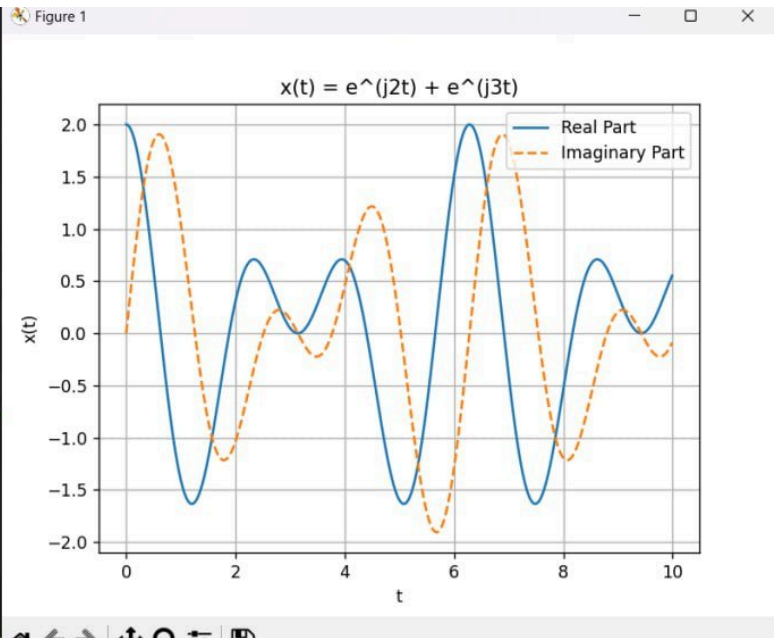 Figure 1
x(t) = e^(j2t) + e^(j3t)
Real Part
Imaginary Part
2.0
1.5
1.0
0.5
0.0
−0.5
−1.0
−1.5
−2.0
x(t)
0 2 4 6 8 10
t